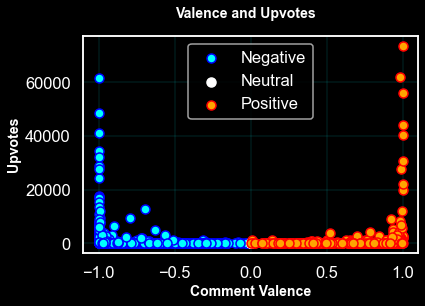 Valence and Upvotes
Negative
Neutral
Positive
60000
40000
20000
0
Upvotes
−1.0 −0.5 0.0 0.5 1.0
Comment Valence